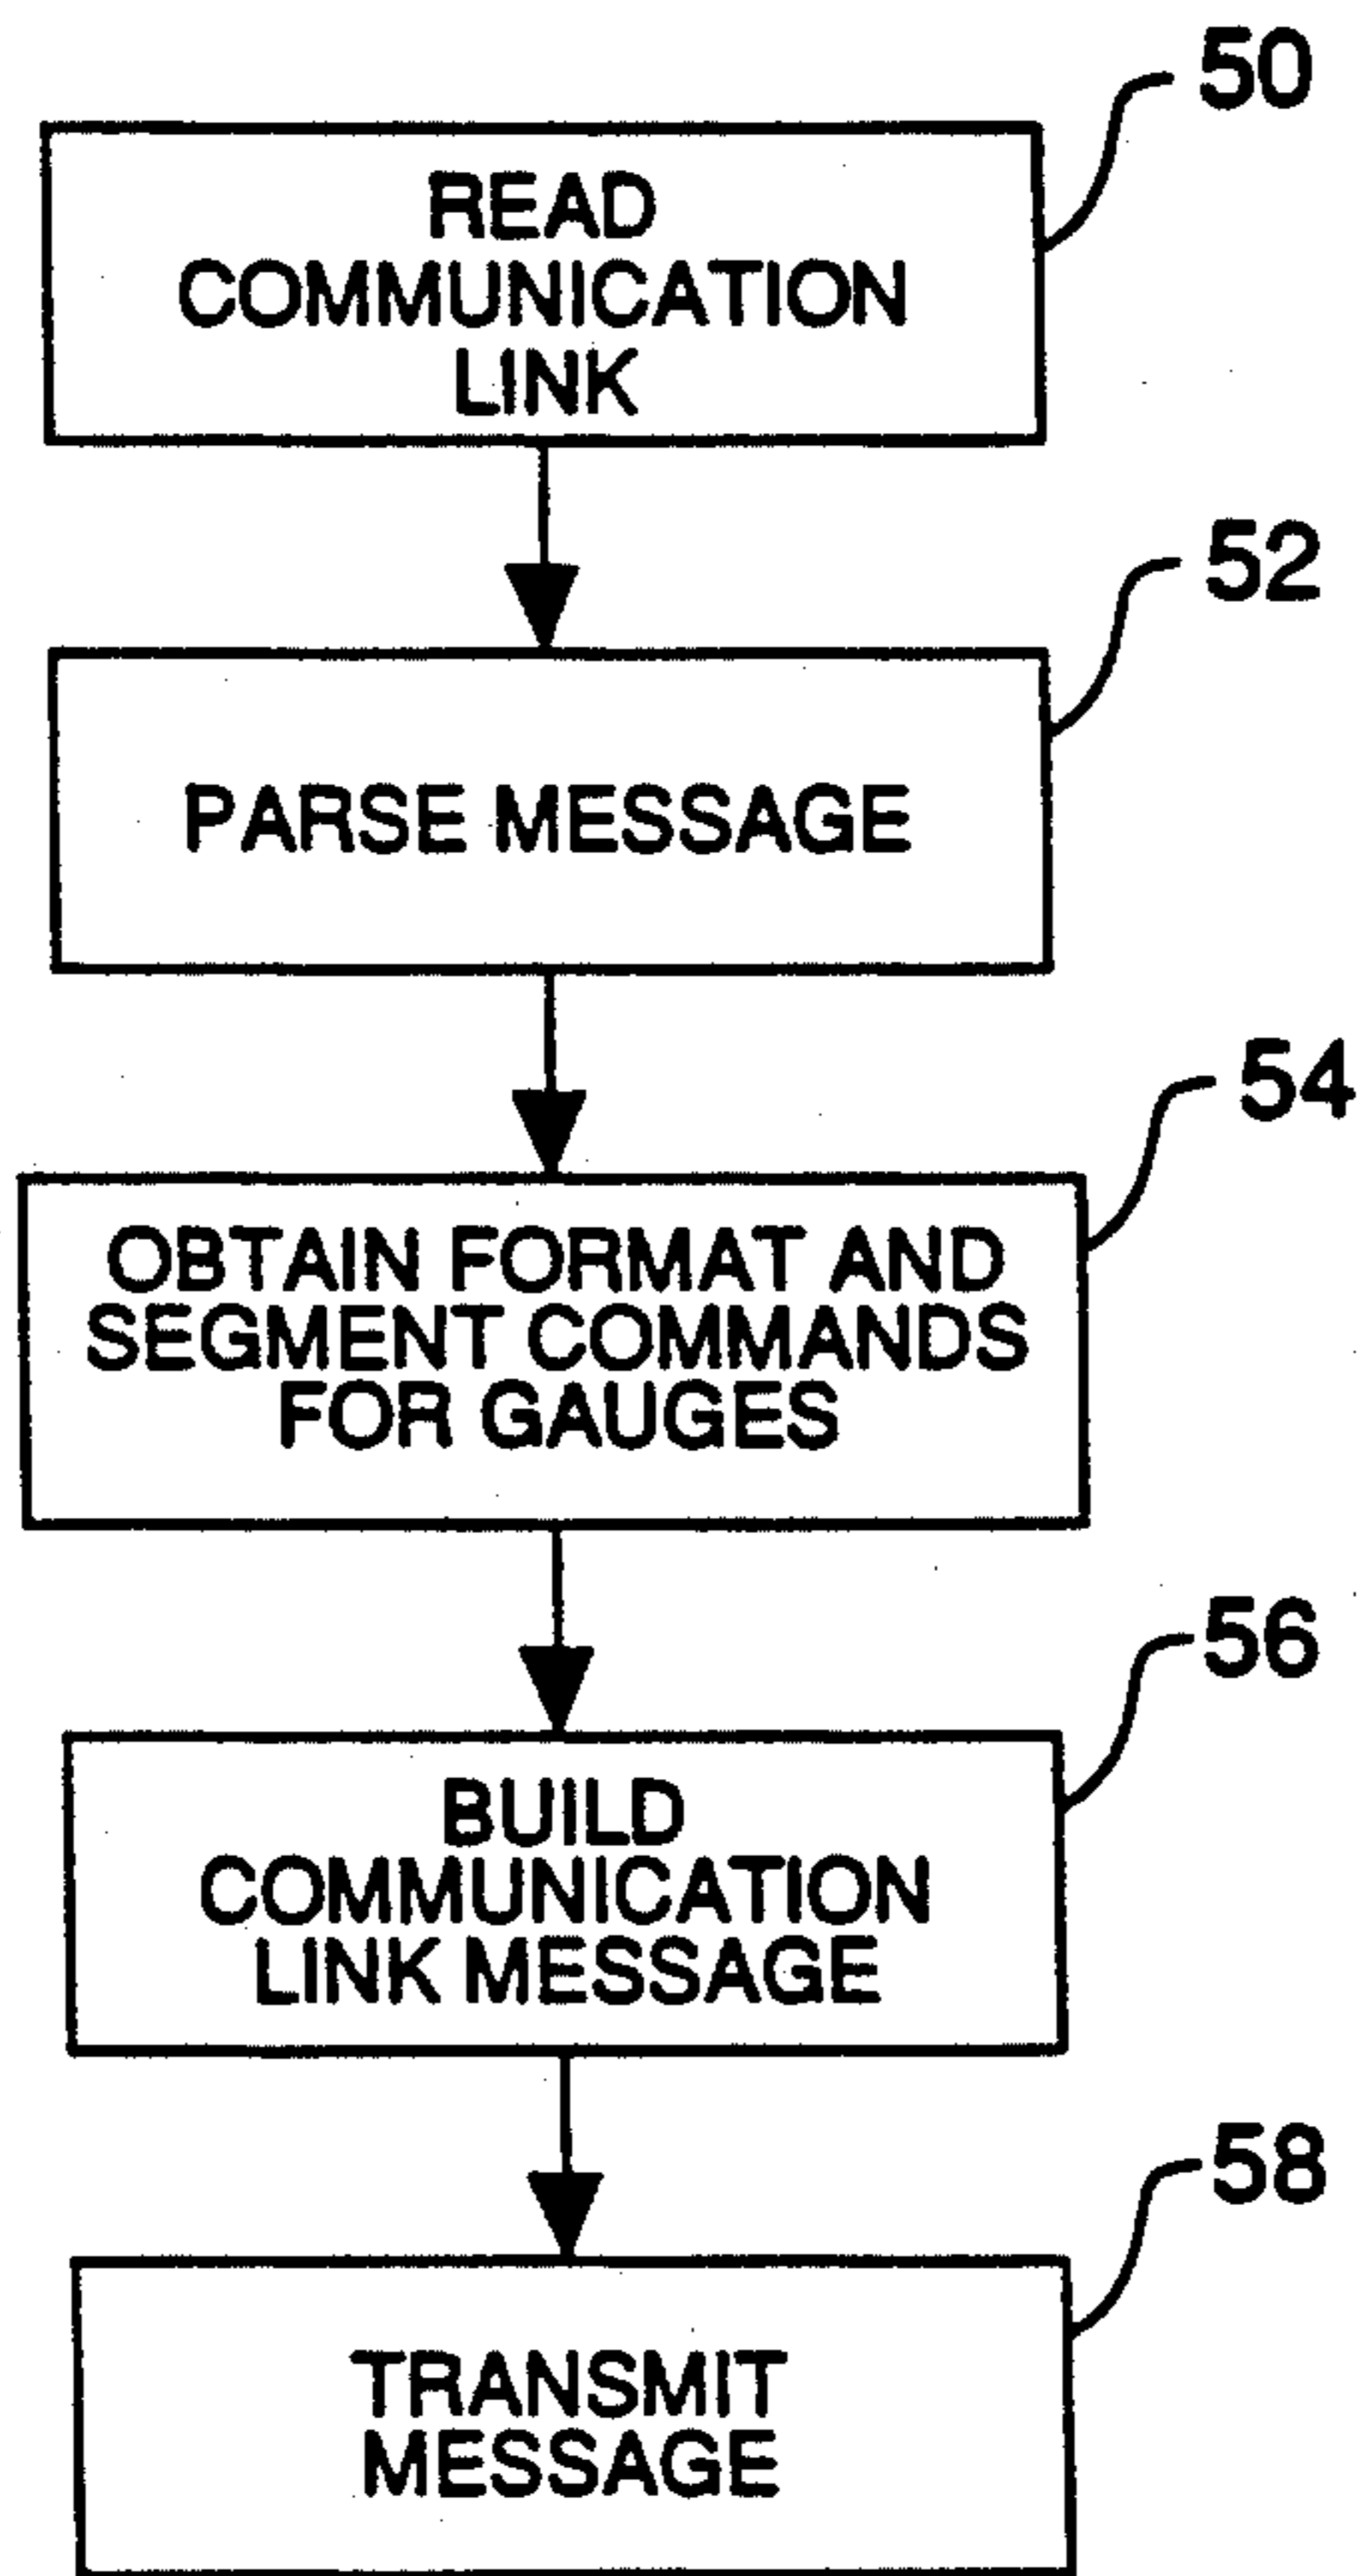 50
READ
COMMUNICATION
LINK
52
PARSE MESSAGE
54
OBTAIN FORMAT AND
SEGMENT COMMANDS
FOR GAUGES
56
BUILD
COMMUNICATION
LINK MESSAGE
58
TRANSMIT
MESSAGE